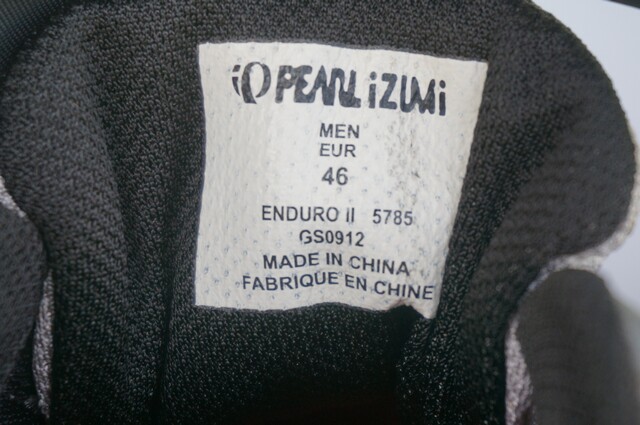 PEARL iZUMi
MEN
EUR
46
ENDURO II 5785
GS0912
MADE IN CHINA
FABRIQUE EN CHINE